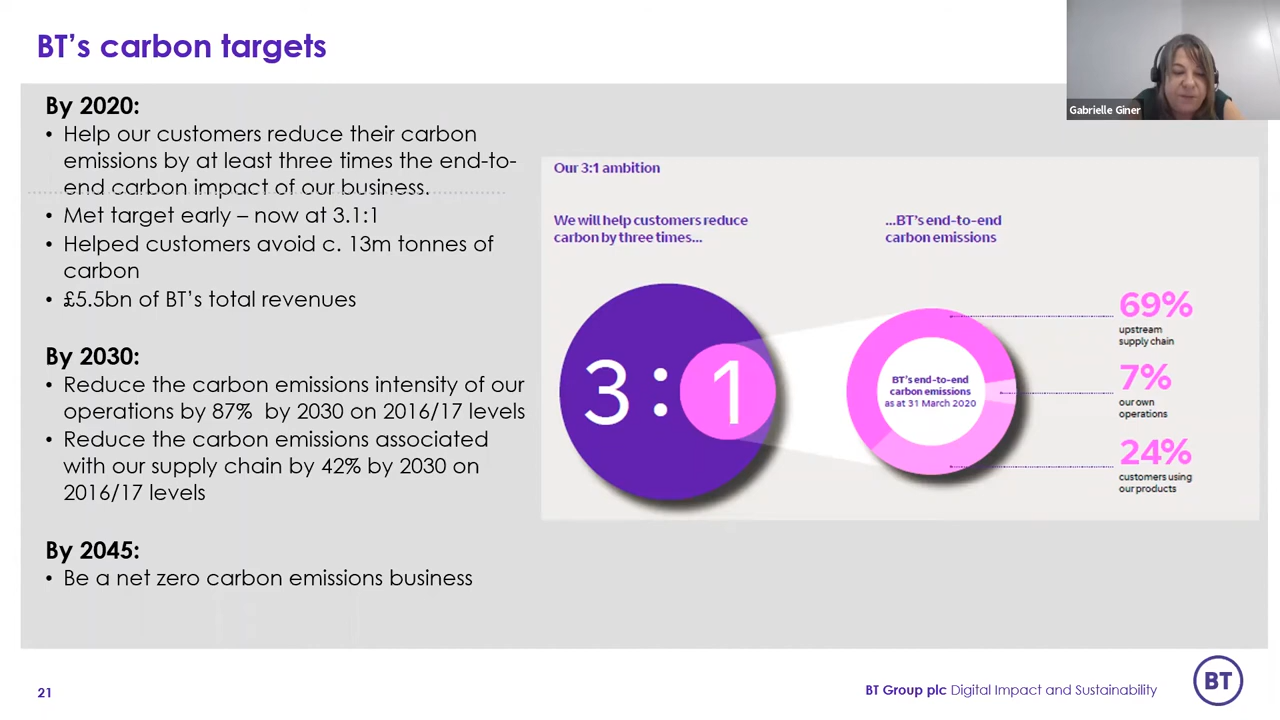 BT’s carbon targets
Gabrielle Giner
By 2020:
• Help our customers reduce their carbon
emissions by at least three times the end-to-
end carbon impact of our business.
• Met target early – now at 3.1:1
• Helped customers avoid c. 13m tonnes of
carbon
• £5.5bn of BT’s total revenues
By 2030:
• Reduce the carbon emissions intensity of our
operations by 87% by 2030 on 2016/17 levels
• Reduce the carbon emissions associated
with our supply chain by 42% by 2030 on
2016/17 levels
By 2045:
• Be a net zero carbon emissions business
Our 3:1 ambition
We will help customers reduce
carbon by three times...
...BT’s end-to-end
carbon emissions
3:1
BT’s end-to-end
carbon emissions
as at 31 March 2020
69%
upstream
supply chain
7%
our own
operations
24%
customers using
our products
21
BT Group plc Digital Impact and Sustainability
BT